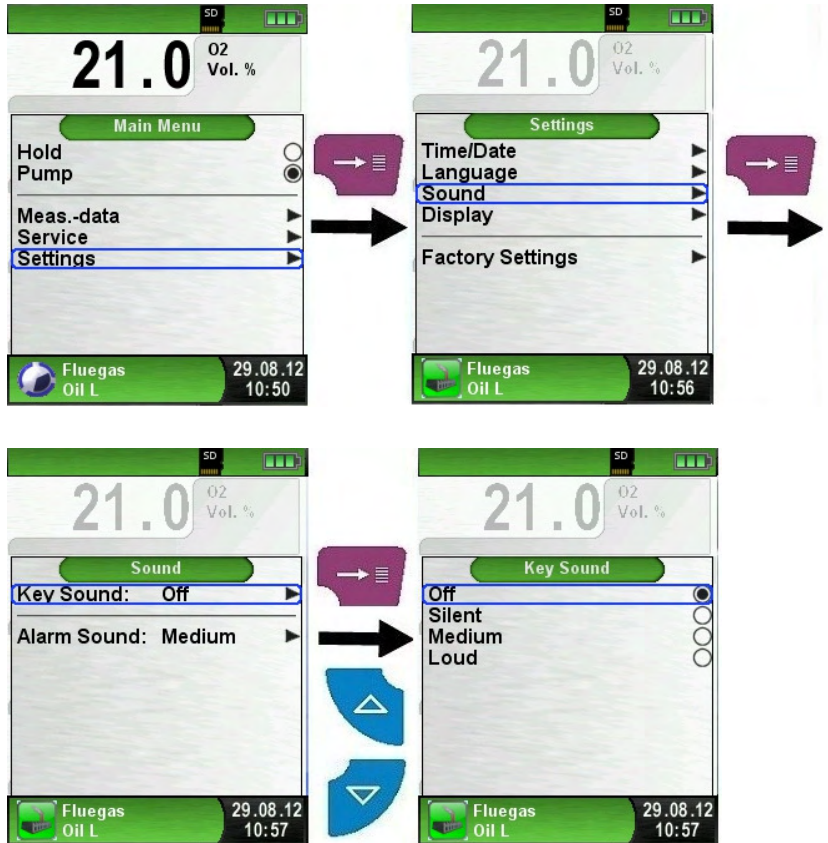 SD
21.0 O2
Vol. %
Main Menu
Hold
Pump
Meas.-data
Service
Settings
Fluegas 29.08.12
Oil L 10:50
SD
21.0 O2
Vol. %
Settings
Time/Date
Language
Sound
Display
Factory Settings
Fluegas 29.08.12
Oil L 10:56
SD
21.0 O2
Vol. %
Sound
Key Sound: Off
Alarm Sound: Medium
Fluegas 29.08.12
Oil L 10:57
SD
21.0 O2
Vol. %
Key Sound
Off
Silent
Medium
Loud
Fluegas 29.08.12
Oil L 10:57